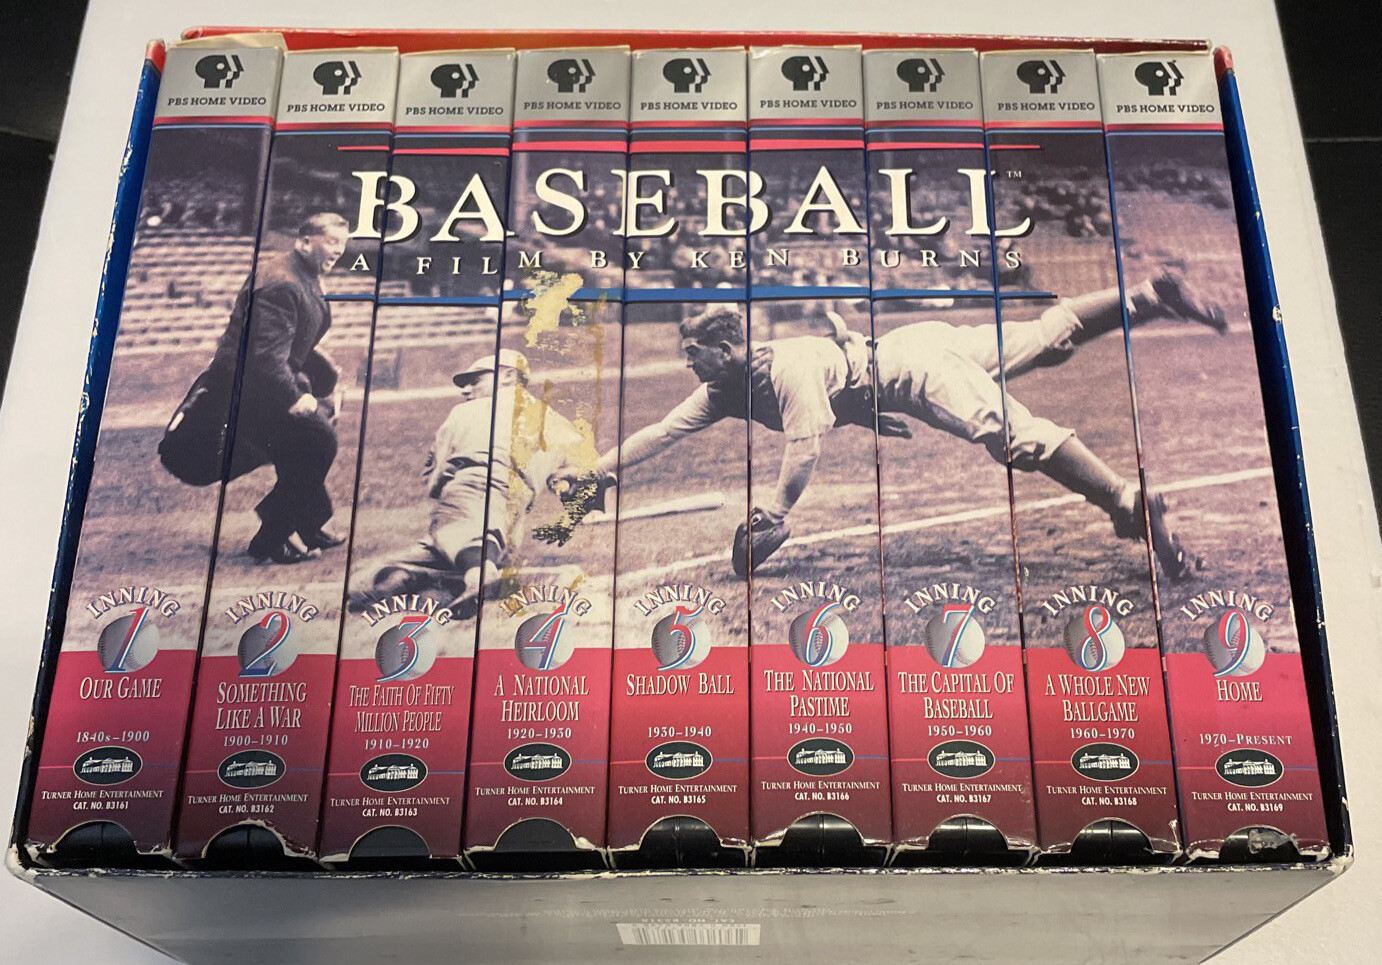 PBS HOME VIDEO
PBS HOME VIDEO
PBS HOME VIDEO
PBS HOME VIDEO
PBS HOME VIDEO
PBS HOME VIDEO
PBS HOME VIDEO
PBS HOME VIDEO
PBS HOME VIDEO
BASEBALL™
A FILM BY KEN BURNS
INNING
1
OUR GAME
1840s-1900
TURNER HOME ENTERTAINMENT
CAT. NO. B3161
INNING
2
SOMETHING
LIKE A WAR
1900-1910
TURNER HOME ENTERTAINMENT
CAT. NO. B3162
INNING
3
THE FAITH OF FIFTY
MILLION PEOPLE
1910-1920
TURNER HOME ENTERTAINMENT
CAT. NO. B3163
INNING
4
A NATIONAL
HEIRLOOM
1920-1930
TURNER HOME ENTERTAINMENT
CAT. NO. B3164
INNING
5
SHADOW BALL
1930-1940
TURNER HOME ENTERTAINMENT
CAT. NO. B3165
INNING
6
THE NATIONAL
PASTIME
1940-1950
TURNER HOME ENTERTAINMENT
CAT. NO. B3166
INNING
7
THE CAPITAL OF
BASEBALL
1950-1960
TURNER HOME ENTERTAINMENT
CAT. NO. B3167
INNING
8
A WHOLE NEW
BALLGAME
1960-1970
TURNER HOME ENTERTAINMENT
CAT. NO. B3168
INNING
9
HOME
1970-PRESENT
TURNER HOME ENTERTAINMENT
CAT. NO. B3169